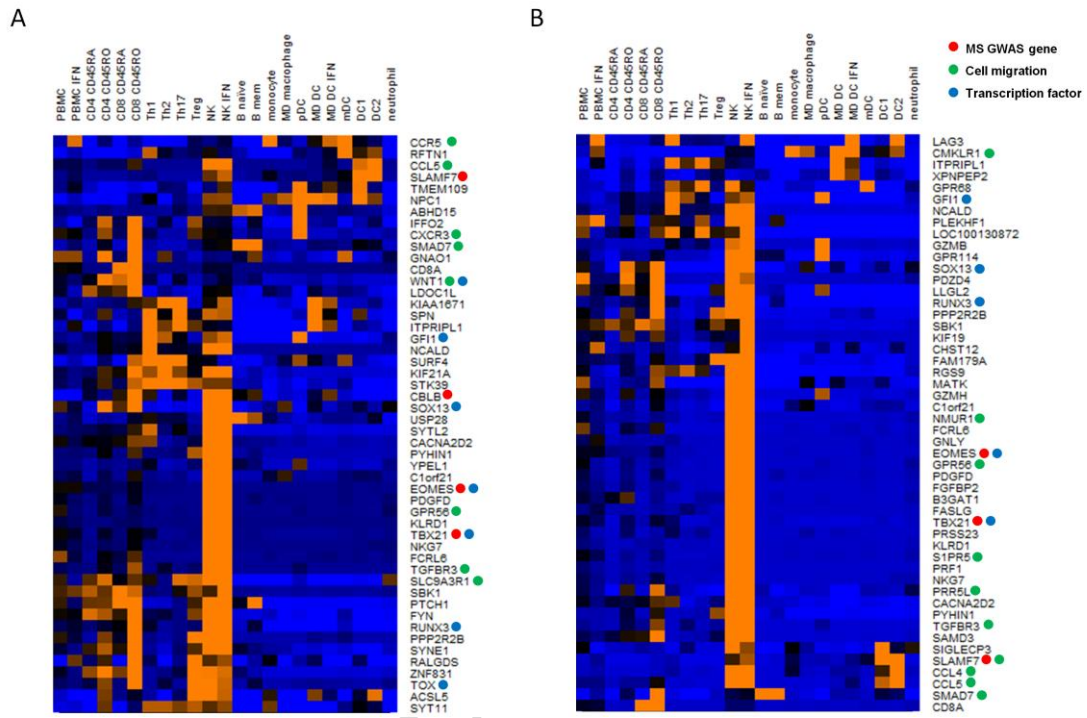 A
B
PBMC
PBMC IFN
CD4 CD45RA
CD4 CD45RO
CD8 CD45RA
CD8 CD45RO
Th1
Th2
Th17
Treg
NK
NK IFN
B naïve
B mem
monocyte
MD macrophage
pDC
MD DC
MD DC IFN
mDC
DC1
DC2
neutrophil
CCR5
RFTN1
CCL5
SLAMF7
TMEM109
NPC1
ABHD15
IFFO2
CXCR3
SMAD7
GNAO1
CD8A
WNT1
LDOC1L
KIAA1671
SPN
ITPRIPL1
GFI1
NCALD
SURF4
KIF21A
STK39
CBLB
SOX13
USP28
SYTL2
CACNA2D2
PYHIN1
YPEL1
C1orf21
EOMES
PDGFD
GPR56
KLRD1
TBX21
NKG7
FCRL6
TGFBR3
SLC9A3R1
SBK1
PTCH1
FYN
RUNX3
PPP2R2B
SYNE1
RALGDS
ZNF831
TOX
ACSL5
SYT11
PBMC
PBMC IFN
CD4 CD45RA
CD4 CD45RO
CD8 CD45RA
CD8 CD45RO
Th1
Th2
Th17
Treg
NK
NK IFN
B naïve
B mem
monocyte
MD macrophage
pDC
MD DC
MD DC IFN
mDC
DC1
DC2
neutrophil
LAG3
CMKLR1
ITPRIPL1
XPNPEP2
GPR68
GFI1
NCALD
PLEKHF1
LOC100130872
GZMB
GPR114
SOX13
PDZD4
LLGL2
RUNX3
PPP2R2B
SBK1
KIF19
CHST12
FAM179A
RGS9
MATK
GZMH
C1orf21
NMUR1
FCRL6
GNLY
EOMES
GPR56
PDGFD
FGFBP2
B3GAT1
FASLG
TBX21
PRSS23
KLRD1
S1PR5
PRF1
NKG7
PRR5L
CACNA2D2
PYHIN1
TGFBR3
SAMD3
SIGLECP3
SLAMF7
CCL4
CCL5
SMAD7
CD8A
MS GWAS gene
Cell migration
Transcription factor